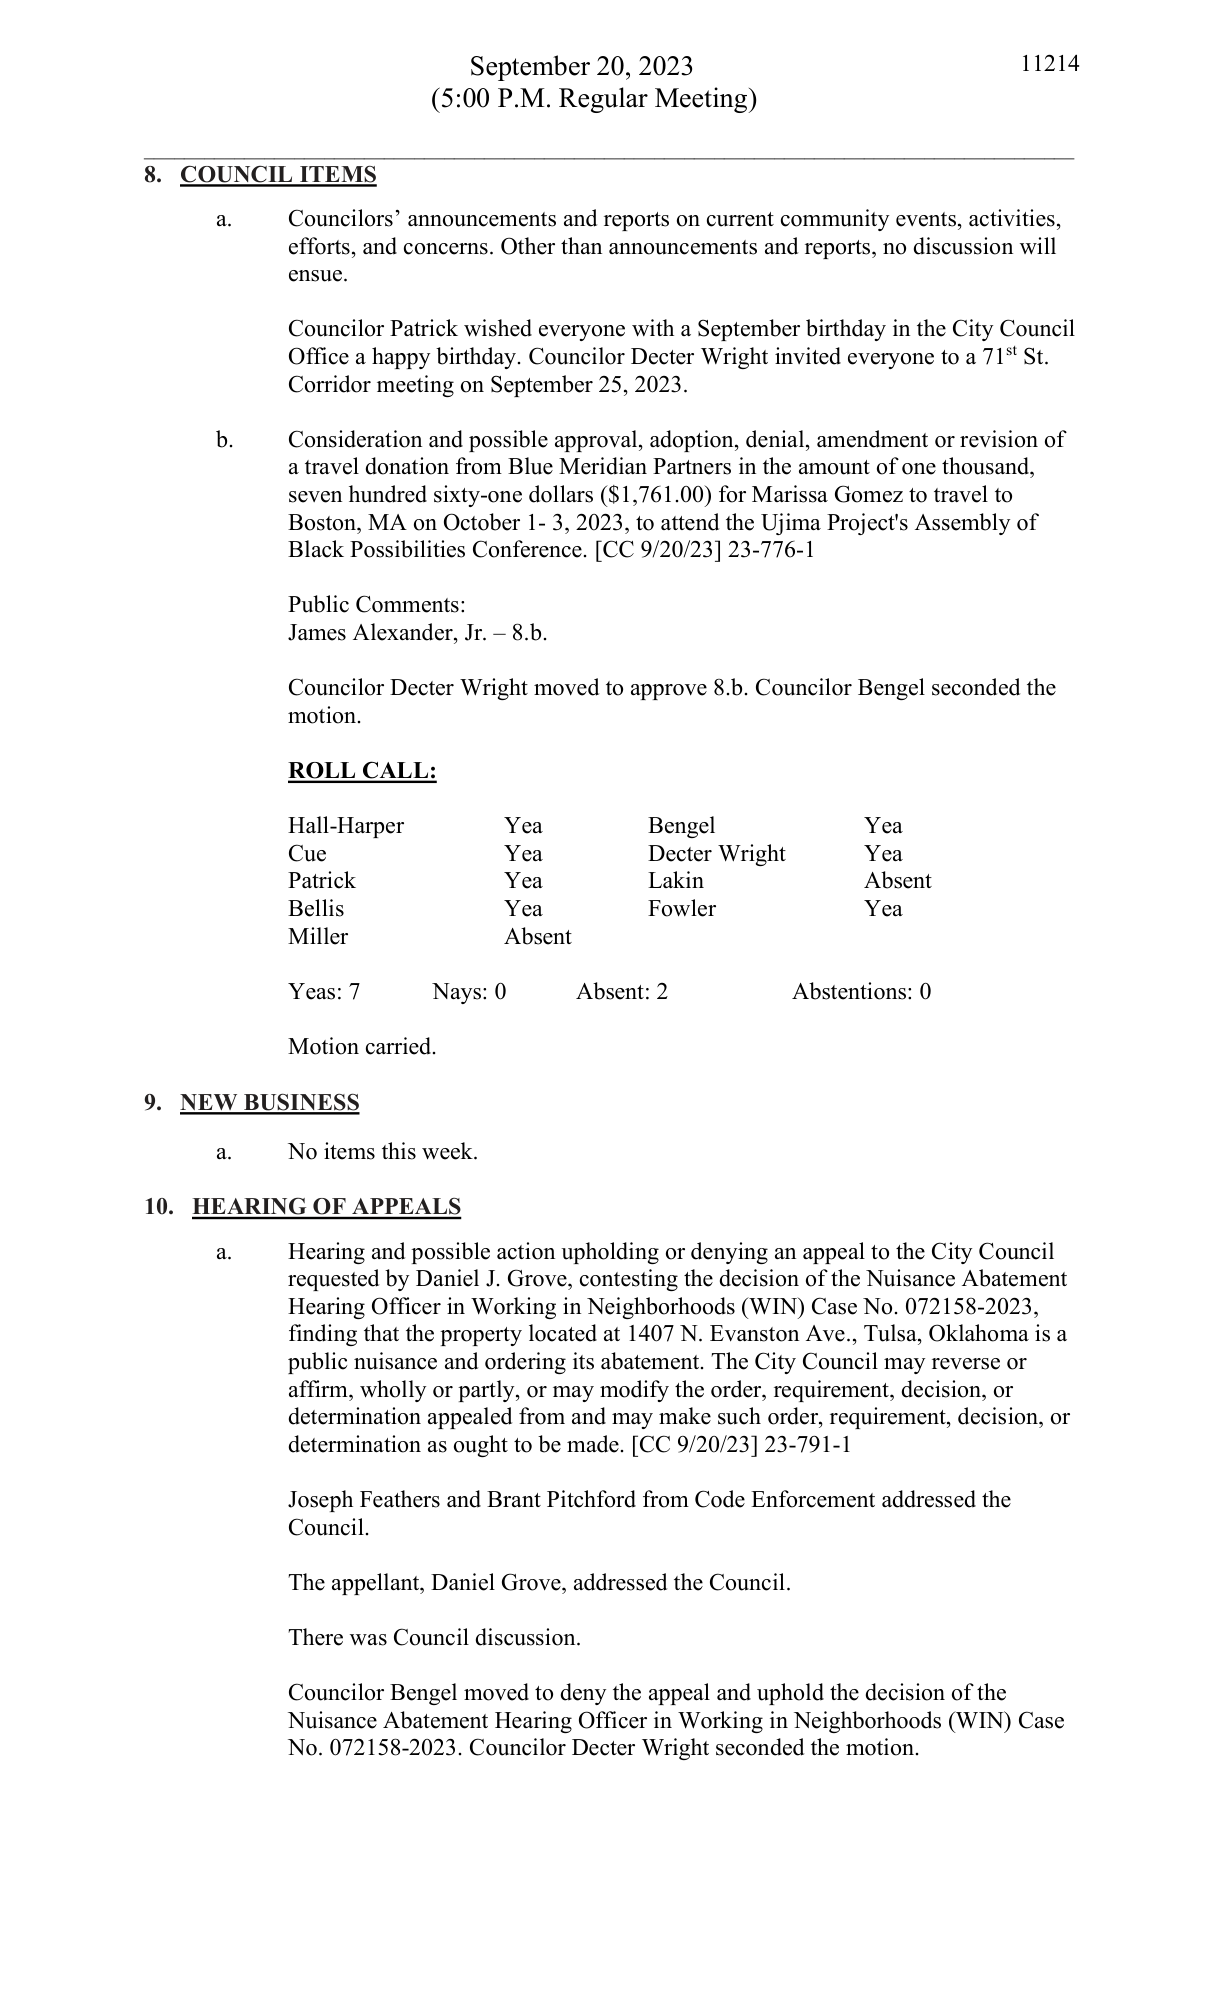 September 20, 2023
11214
(5:00 P.M. Regular Meeting)
8. COUNCIL ITEMS
a. Councilors’ announcements and reports on current community events, activities,
efforts, and concerns. Other than announcements and reports, no discussion will
ensue.
Councilor Patrick wished everyone with a September birthday in the City Council
Office a happy birthday. Councilor Decter Wright invited everyone to a 71st St.
Corridor meeting on September 25, 2023.
b. Consideration and possible approval, adoption, denial, amendment or revision of
a travel donation from Blue Meridian Partners in the amount of one thousand,
seven hundred sixty-one dollars ($1,761.00) for Marissa Gomez to travel to
Boston, MA on October 1- 3, 2023, to attend the Ujima Project's Assembly of
Black Possibilities Conference. [CC 9/20/23] 23-776-1
Public Comments:
James Alexander, Jr. – 8.b.
Councilor Decter Wright moved to approve 8.b. Councilor Bengel seconded the
motion.
ROLL CALL:
Hall-Harper Yea Bengel Yea
Cue Yea Decter Wright Yea
Patrick Yea Lakin Absent
Bellis Yea Fowler Yea
Miller Absent
Yeas: 7 Nays: 0 Absent: 2 Abstentions: 0
Motion carried.
9. NEW BUSINESS
a. No items this week.
10. HEARING OF APPEALS
a. Hearing and possible action upholding or denying an appeal to the City Council
requested by Daniel J. Grove, contesting the decision of the Nuisance Abatement
Hearing Officer in Working in Neighborhoods (WIN) Case No. 072158-2023,
finding that the property located at 1407 N. Evanston Ave., Tulsa, Oklahoma is a
public nuisance and ordering its abatement. The City Council may reverse or
affirm, wholly or partly, or may modify the order, requirement, decision, or
determination appealed from and may make such order, requirement, decision, or
determination as ought to be made. [CC 9/20/23] 23-791-1
Joseph Feathers and Brant Pitchford from Code Enforcement addressed the
Council.
The appellant, Daniel Grove, addressed the Council.
There was Council discussion.
Councilor Bengel moved to deny the appeal and uphold the decision of the
Nuisance Abatement Hearing Officer in Working in Neighborhoods (WIN) Case
No. 072158-2023. Councilor Decter Wright seconded the motion.